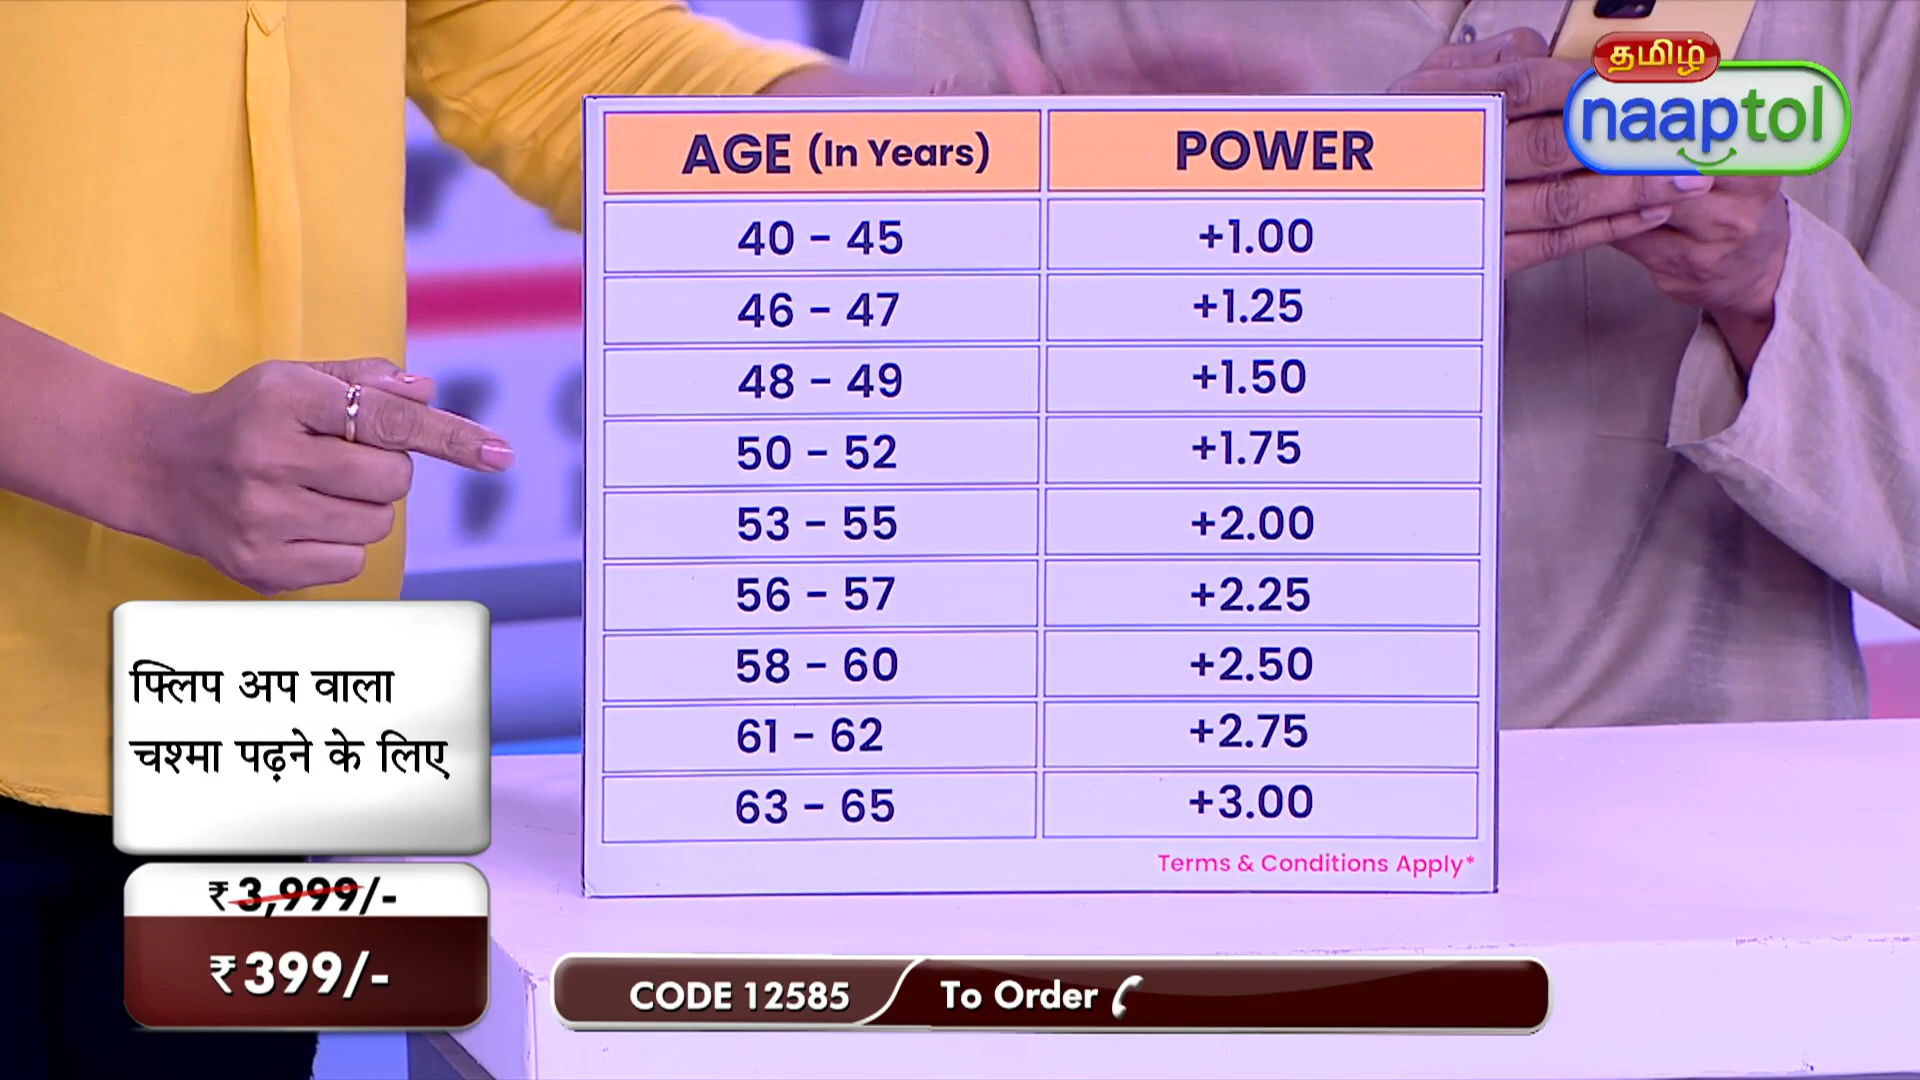 தமிழ்
naaptol
AGE (In Years) POWER
40 - 45 +1.00
46 - 47 +1.25
48 - 49 +1.50
50 - 52 +1.75
53 - 55 +2.00
56 - 57 +2.25
58 - 60 +2.50
61 - 62 +2.75
63 - 65 +3.00
Terms & Conditions Apply*
फ्लिप अप वाला
चश्मा पढ़ने के लिए
₹3,999/-
₹399/-
CODE 12585 To Order